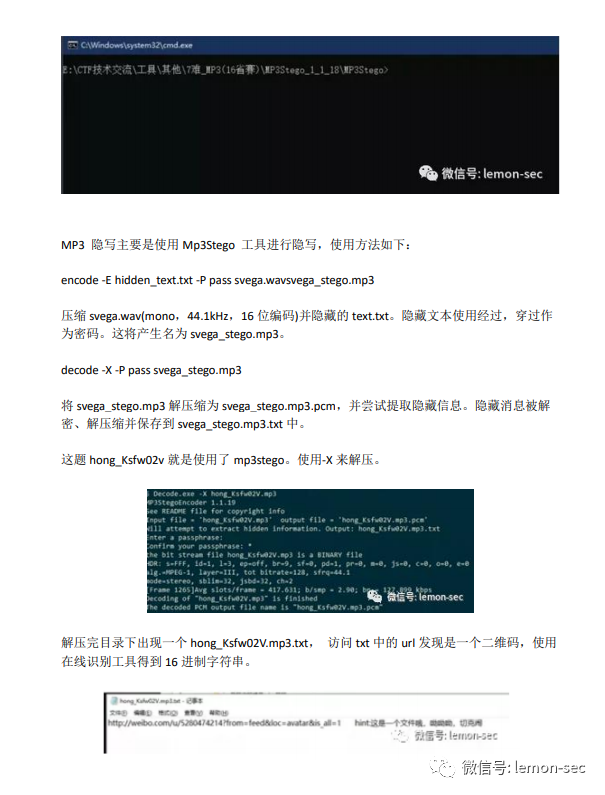 C:\Windows\system32\cmd.exe
E:\CTF技术交流\工具\其他\7准_MP3(16省赛)\MP3Stego_1_1_18\MP3Stego>
微信号: lemon-sec
MP3 隐写主要是使用 Mp3Stego 工具进行隐写，使用方法如下：
encode -E hidden_text.txt -P pass svega.wavsvega_stego.mp3
压缩 svega.wav(mono，44.1kHz，16 位编码)并隐藏的 text.txt。隐藏文本使用经过，穿过作
为密码。这将产生名为 svega_stego.mp3。
decode -X -P pass svega_stego.mp3
将 svega_stego.mp3 解压缩为 svega_stego.mp3.pcm，并尝试提取隐藏信息。隐藏消息被解
密、解压缩并保存到 svega_stego.mp3.txt 中。
这题 hong_Ksfw02v 就是使用了 mp3stego。使用-X 来解压。
Decode.exe -X hong_Ksfw02V.mp3
MP3StegoEncoder 1.1.19
See README file for copyright info
Input file = 'hong_Ksfw02V.mp3' output file = 'hong_Ksfw02V.mp3.pcm'
Will attempt to extract hidden information. Output: hong_Ksfw02V.mp3.txt
Enter a passphrase:
Confirm your passphrase: *
the bit stream file hong_Ksfw02V.mp3 is a BINARY file
HDR: s=FFF, id=1, l=3, ep=off, br=9, sf=0, pd=1, pr=0, m=0, js=0, c=0, o=0, e=0
alg.=MPEG-1, layer=III, tot bitrate=128, sfrq=44.1
mode=stereo, sblim=32, jsbd=32, ch=2
[Frame 1265]Avg slots/frame = 417.631; b/smp = 2.90; br = 127.899 kbps
Decoding of "hong_Ksfw02V.mp3" is finished
The decoded PCM output file name is "hong_Ksfw02V.mp3.pcm"
微信号: lemon-sec
解压完目录下出现一个 hong_Ksfw02V.mp3.txt， 访问 txt 中的 url 发现是一个二维码，使用
在线识别工具得到 16 进制字符串。
hong_Ksfw02V.mp3.txt - 记事本
文件(F) 编辑(E) 格式(O) 查看(V) 帮助(H)
http://weibo.com/u/5280474214?from=feed&loc=avatar&is_all=1 hint:这是一个文件哦，呦呦呦，切克闹
微信号: lemon-sec
微信号: lemon-sec